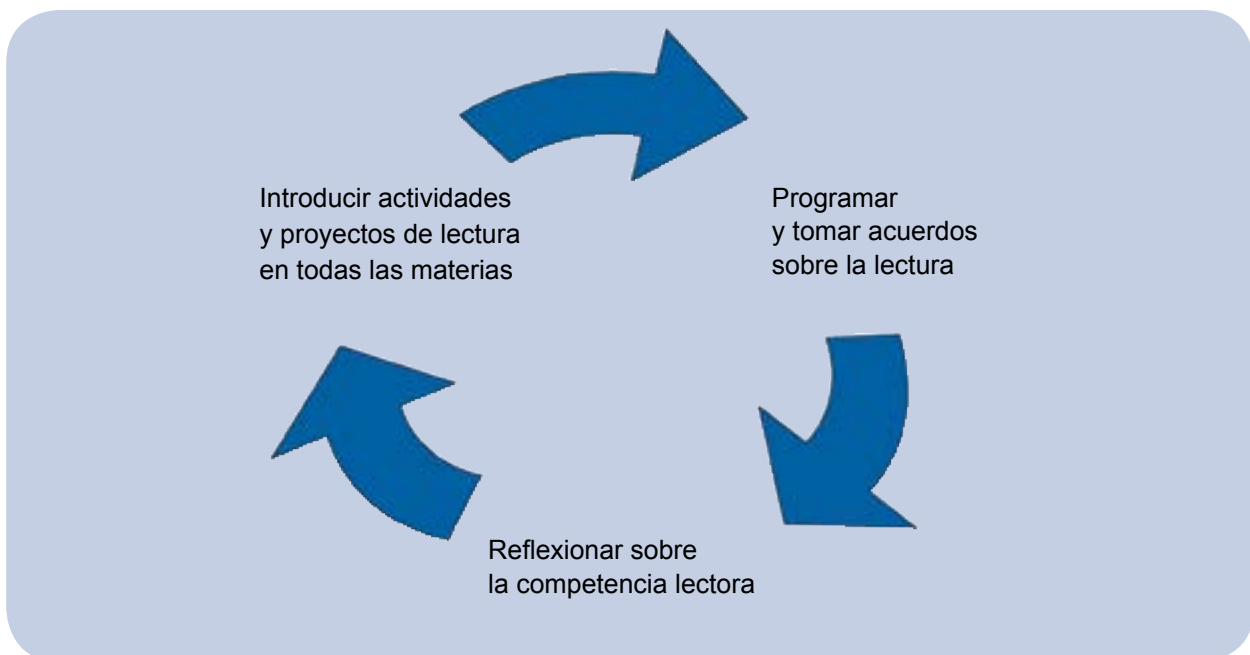 Introducir actividades
y proyectos de lectura
en todas las materias
Programar
y tomar acuerdos
sobre la lectura
Reflexionar sobre
la competencia lectora